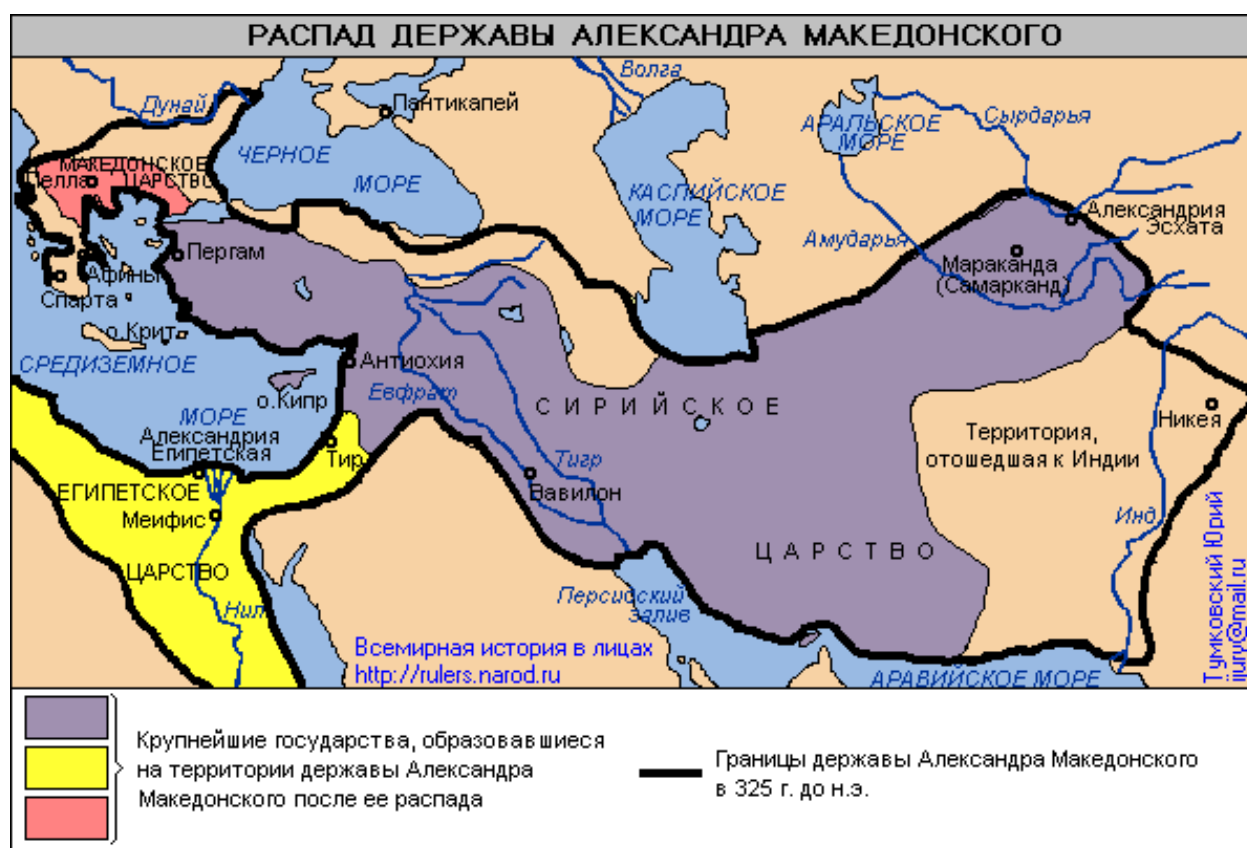 РАСПАД ДЕРЖАВЫ АЛЕКСАНДРА МАКЕДОНСКОГО
Волга
Дунай
Пантикапей
АРАЛЬСКОЕ
МОРЕ
Сырдарья
ЧЕРНОЕ
МОРЕ
МАКЕДОНСКОЕ
ЦАРСТВО
Пелла
КАСПИЙСКОЕ
МОРЕ
Александрия
Эсхата
Амударья
Мараканда
(Самарканд)
Пергам
Афины
Спарта
о.Крит
СРЕДИЗЕМНОЕ
МОРЕ
Антиохия
Евфрат
о.Кипр
СИРИЙСКОЕ
ЦАРСТВО
Никея
Территория,
отошедшая к Индии
Александрия
Египетская
Тир
Тигр
Вавилон
ЕГИПЕТСКОЕ
ЦАРСТВО
Меифис
Инд
Нил
Персидский
залив
АРАВИЙСКОЕ МОРЕ
Всемирная история в лицах
http://rulers.narod.ru
Тумковский Юрий
ijury@mail.ru
Крупнейшие государства, образовавшиеся
на территории державы Александра
Македонского после ее распада
Границы державы Александра Македонского
в 325 г. до н.э.